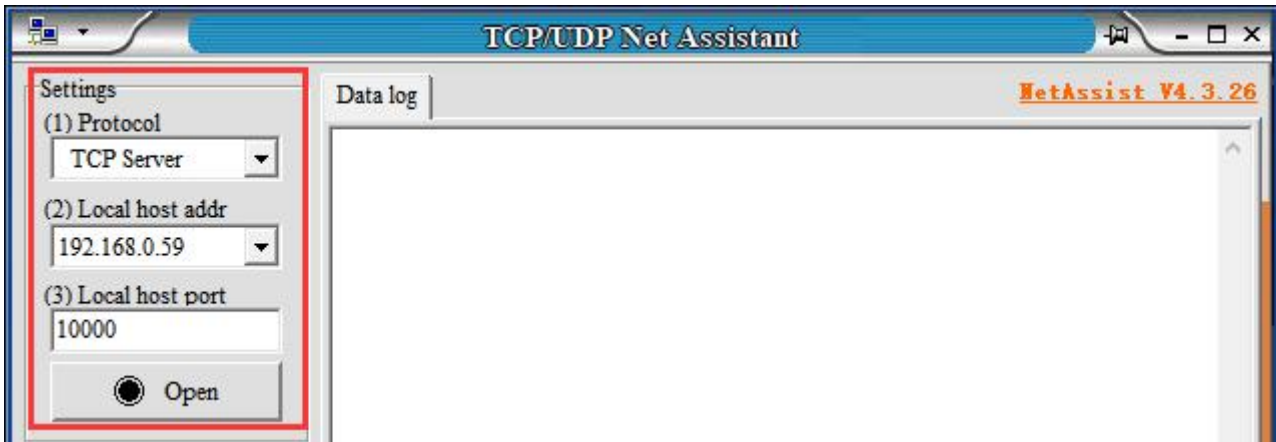 TCP/UDP Net Assistant
Settings
(1) Protocol
TCP Server
(2) Local host addr
192.168.0.59
(3) Local host port
10000
Open
Data log
NetAssist V4.3.26